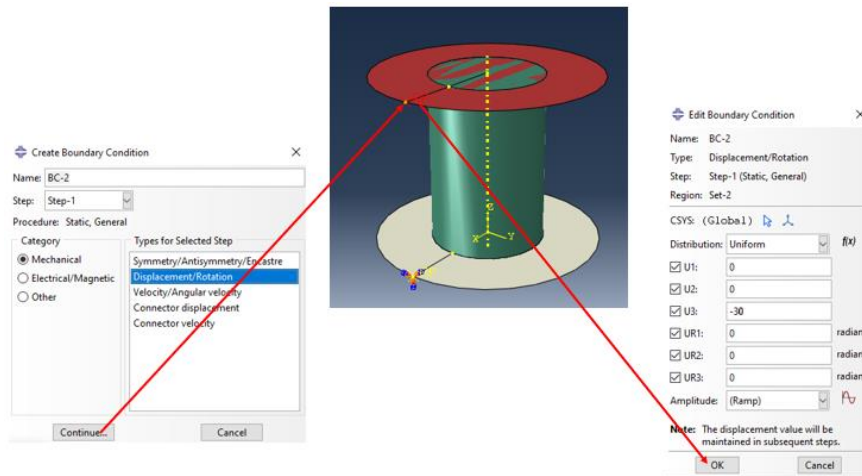 Create Boundary Condition
Name: BC-2
Step: Step-1
Procedure: Static, General
Category
Mechanical
Electrical/Magnetic
Other
Types for Selected Step
Symmetry/Antisymmetry/Encastre
Displacement/Rotation
Velocity/Angular velocity
Connector displacement
Connector velocity
Continue...
Cancel
Z
X
Y
Edit Boundary Condition
Name: BC-2
Type: Displacement/Rotation
Step: Step-1 (Static, General)
Region: Set-2
CSYS: (Global)
Distribution: Uniform f(x)
U1: 0
U2: 0
U3: -30
UR1: 0 radian
UR2: 0 radian
UR3: 0 radian
Amplitude: (Ramp)
Note: The displacement value will be
maintained in subsequent steps.
OK
Cancel